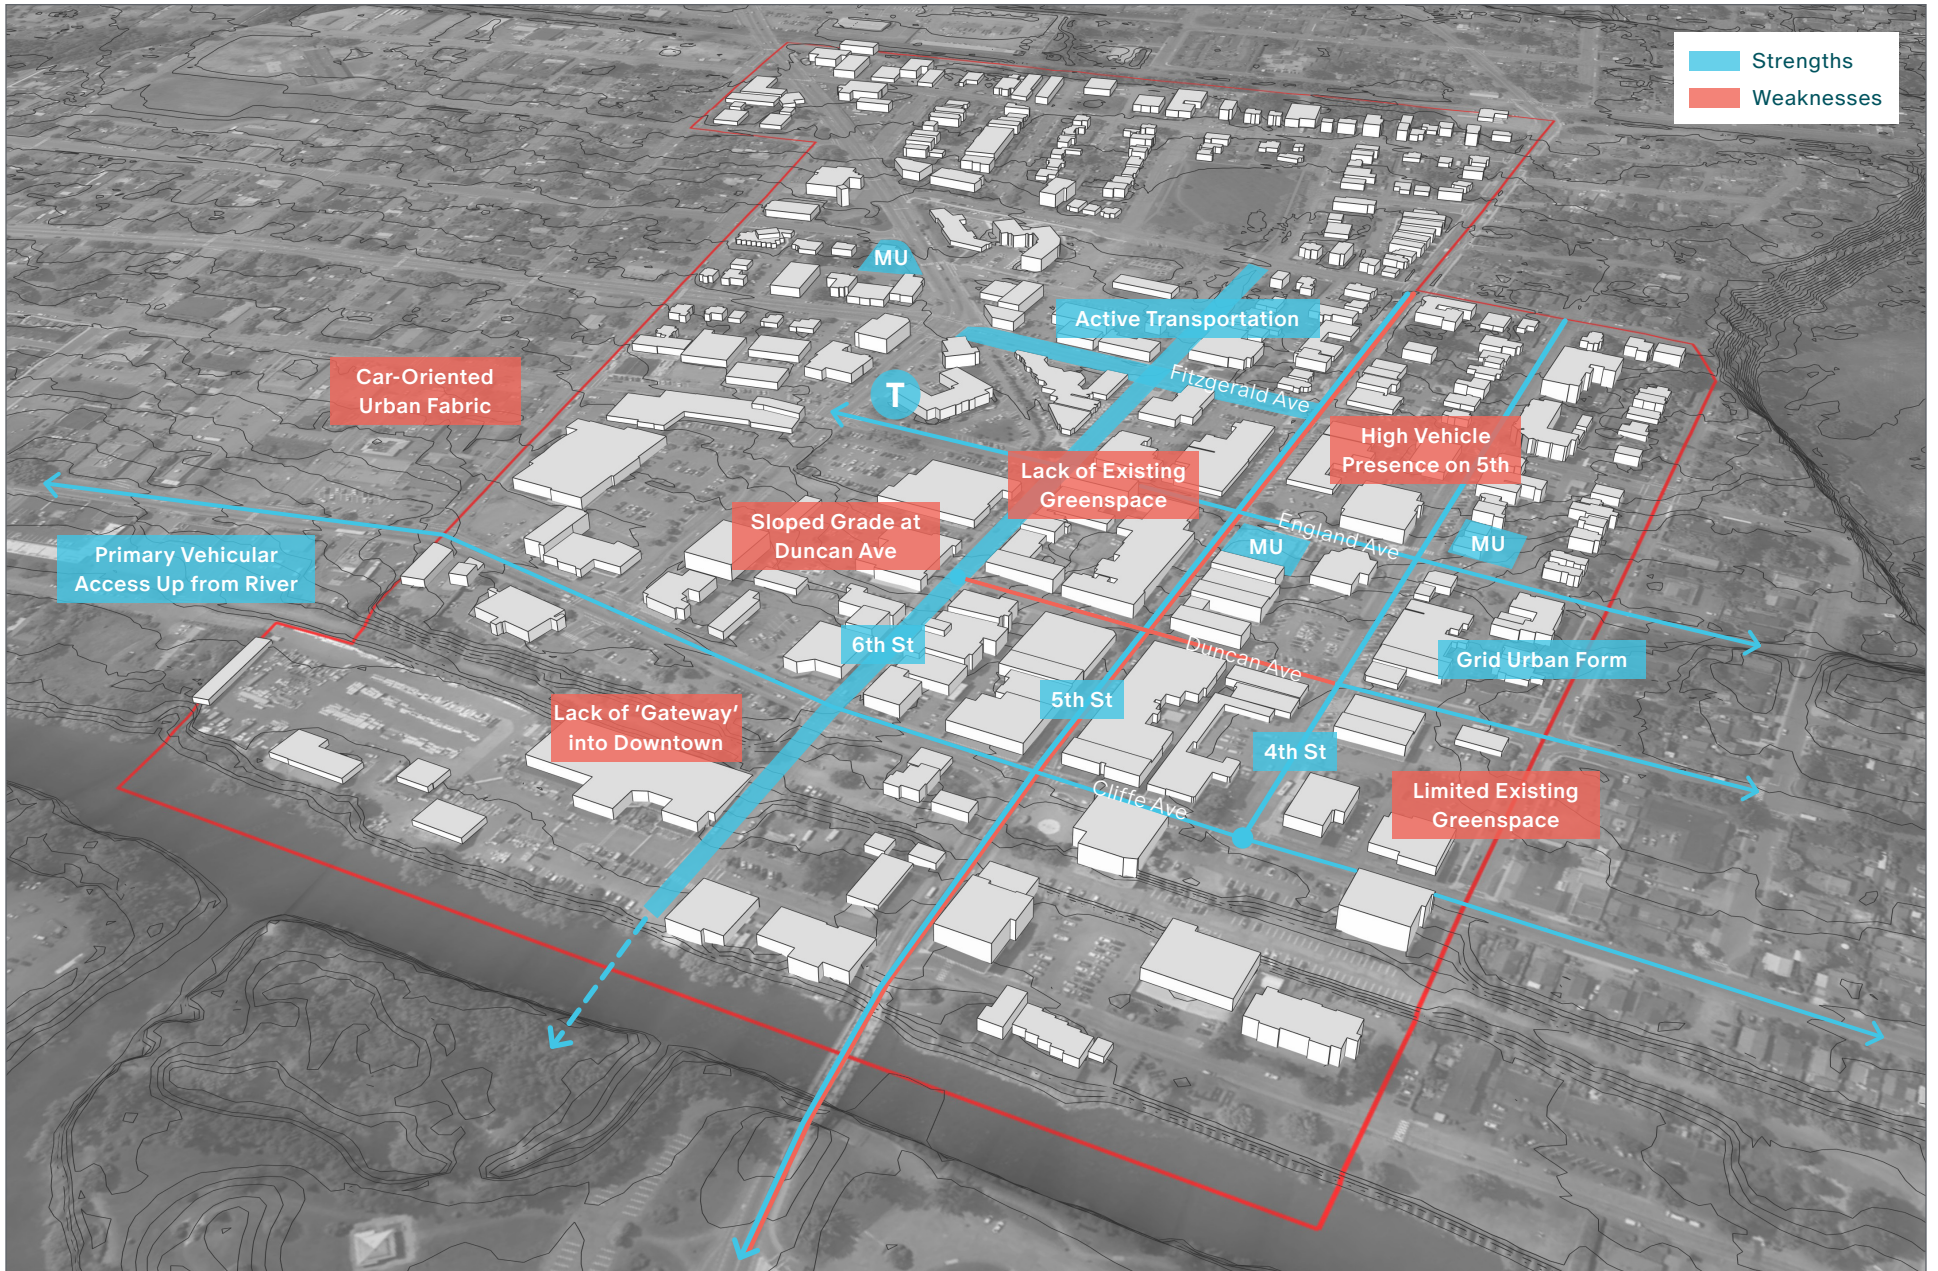 Strengths
Weaknesses
MU
Active Transportation
Car-Oriented
Urban Fabric
T
Fitzgerald Ave
High Vehicle
Presence on 5th
Lack of Existing
Greenspace
Sloped Grade at
Duncan Ave
England Ave
MU
MU
Primary Vehicular
Access Up from River
6th St
Duncan Ave
Grid Urban Form
5th St
Lack of ‘Gateway’
into Downtown
4th St
Cliffe Ave
Limited Existing
Greenspace